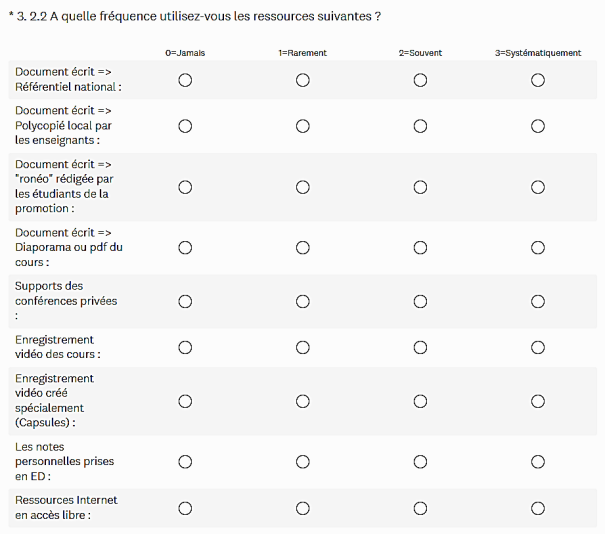 * 3. 2.2 A quelle fréquence utilisez-vous les ressources suivantes ?
0=Jamais 1=Rarement 2=Souvent 3=Systématiquement
Document écrit =>
Référentiel national :
Document écrit =>
Polycopié local par
les enseignants :
Document écrit =>
"ronéo" rédigée par
les étudiants de la
promotion :
Document écrit =>
Diaporama ou pdf du
cours :
Supports des
conférences privées
:
Enregistrement
vidéo des cours :
Enregistrement
vidéo créé
spécialement
(Capsules) :
Les notes
personnelles prises
en ED :
Ressources Internet
en accès libre :